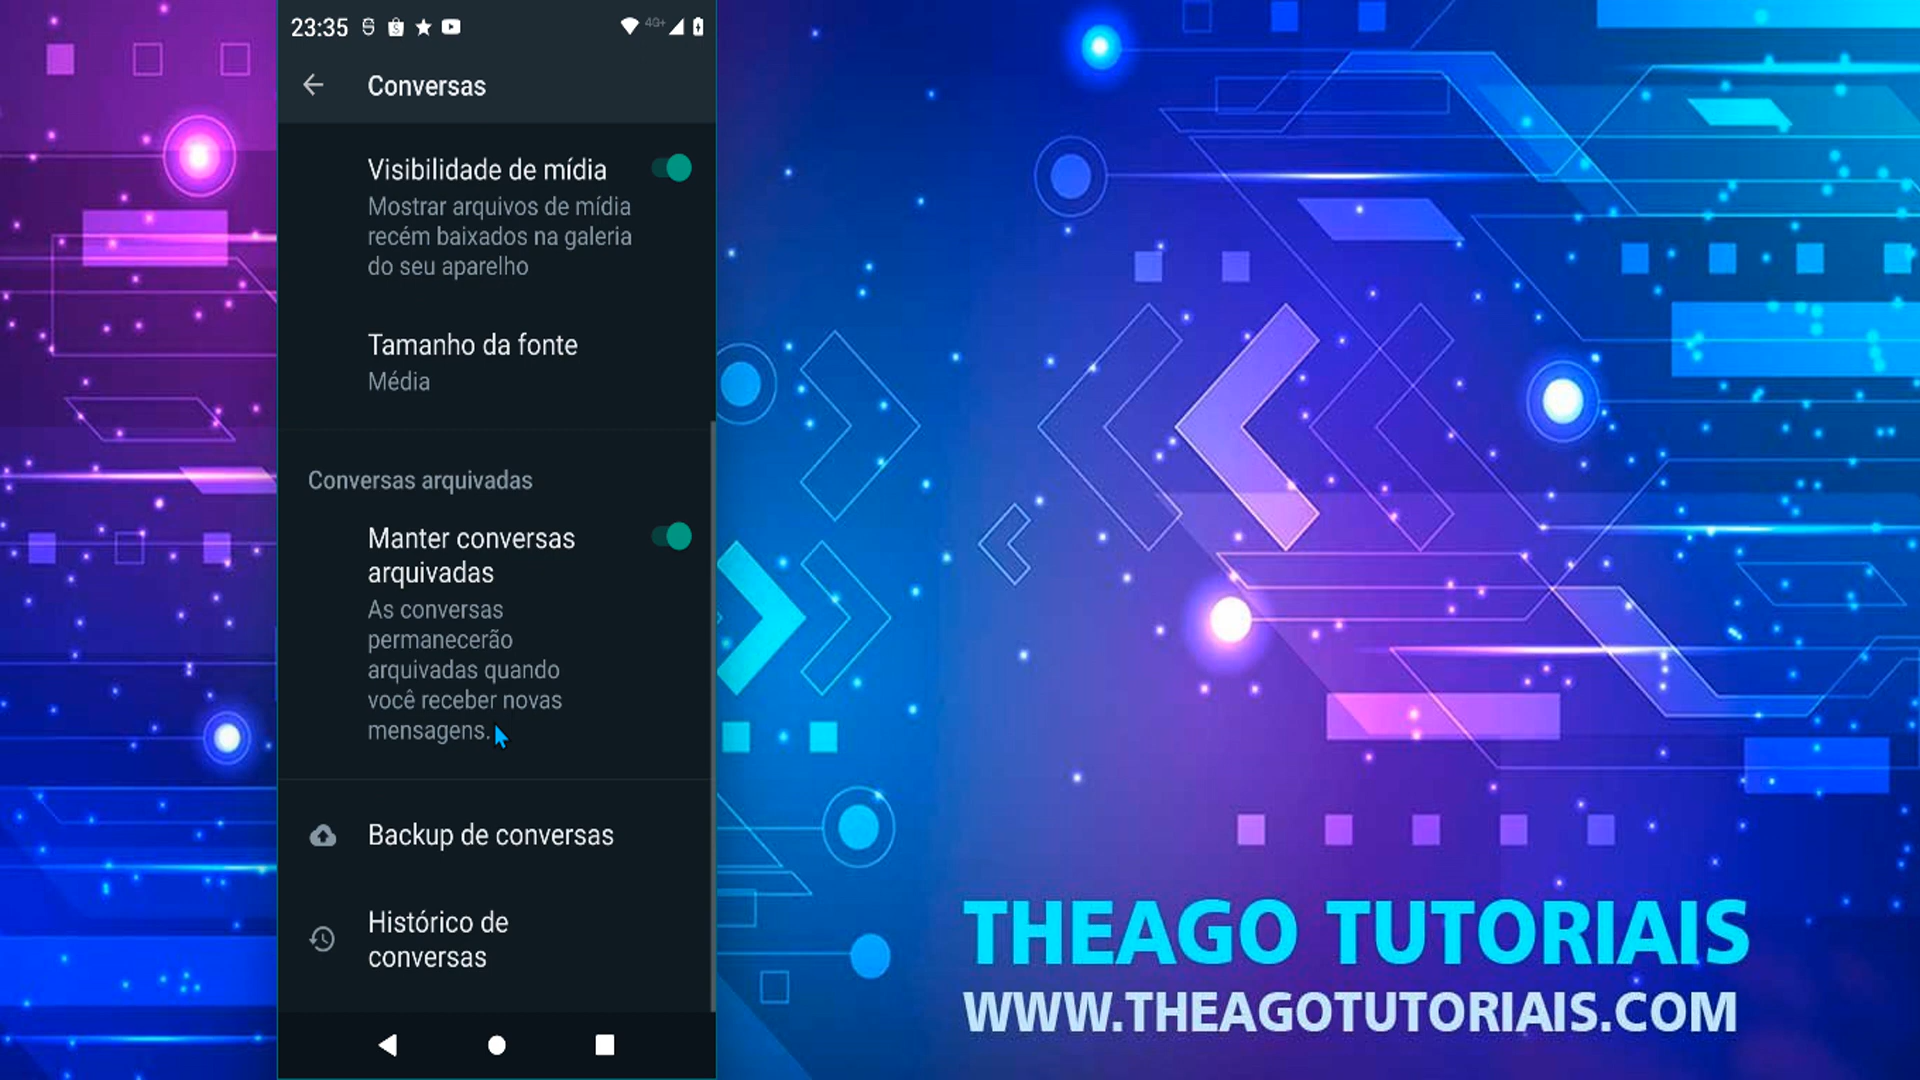 23:35
4G+
Conversas
Visibilidade de mídia
Mostrar arquivos de mídia
recém baixados na galeria
do seu aparelho
Tamanho da fonte
Média
Conversas arquivadas
Manter conversas
arquivadas
As conversas
permanecerão
arquivadas quando
você receber novas
mensagens.
Backup de conversas
Histórico de
conversas
THEAGO TUTORIAIS
WWW.THEAGOTUTORIAIS.COM